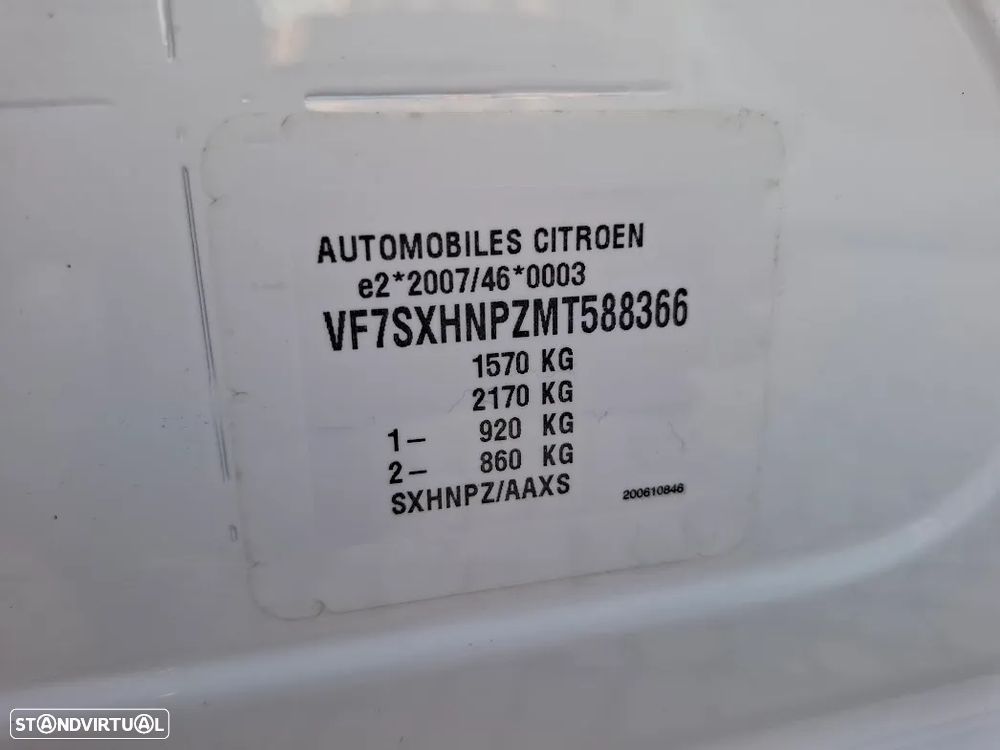 AUTOMOBILES CITROEN
e2*2007/46*0003
VF7SXHNPZMT588366
1570 KG
2170 KG
1– 920 KG
2– 860 KG
SXHNPZ/AAXS 200610846
STANDVIRTUAL